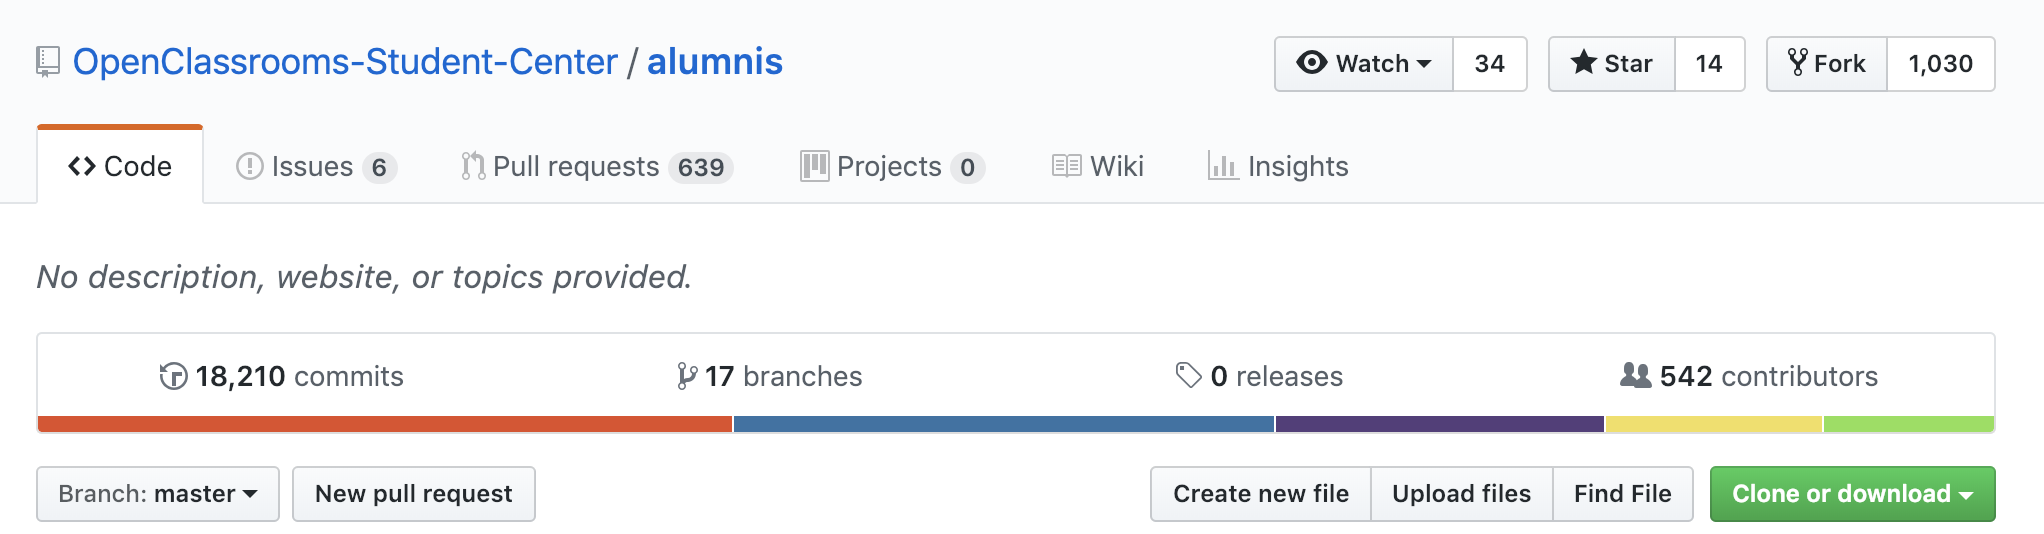 OpenClassrooms-Student-Center / alumnis
Watch 34 Star 14 Fork 1,030
Code Issues 6 Pull requests 639 Projects 0 Wiki Insights
No description, website, or topics provided.
18,210 commits 17 branches 0 releases 542 contributors
Branch: master New pull request Create new file Upload files Find File Clone or download